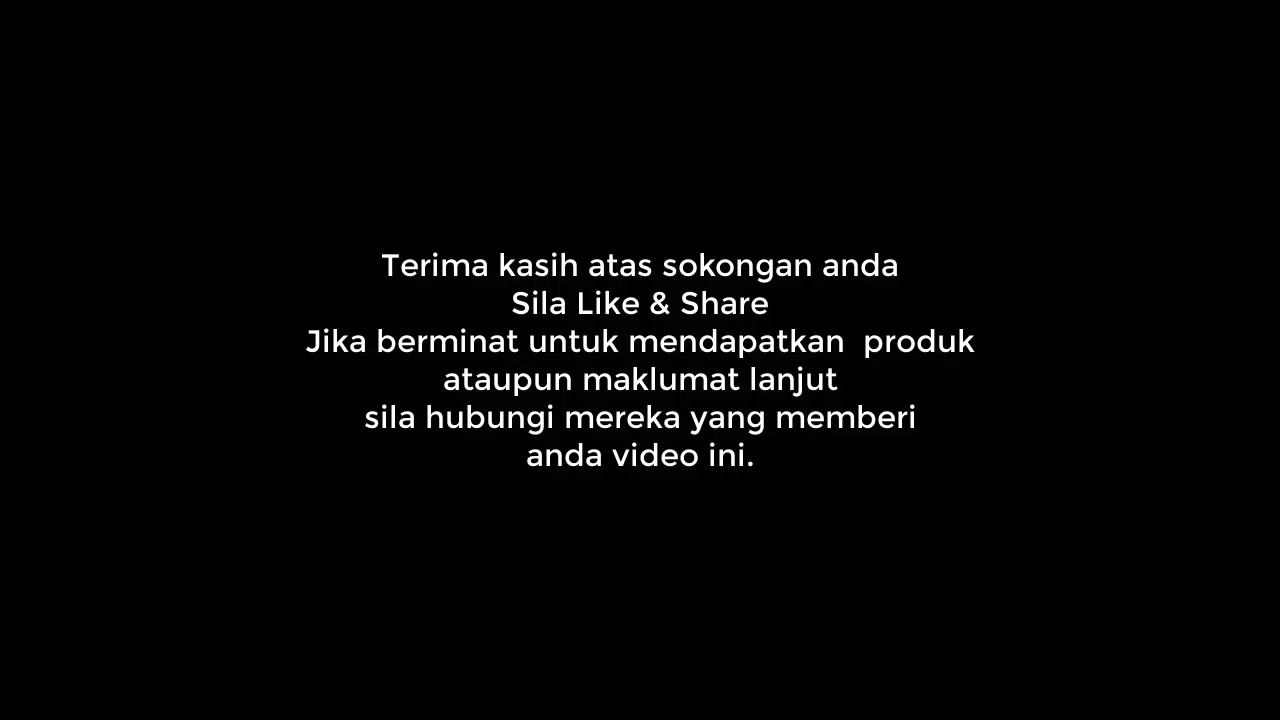 Terima kasih atas sokongan anda
Sila Like & Share
Jika berminat untuk mendapatkan  produk
ataupun maklumat lanjut
sila hubungi mereka yang memberi
anda video ini.